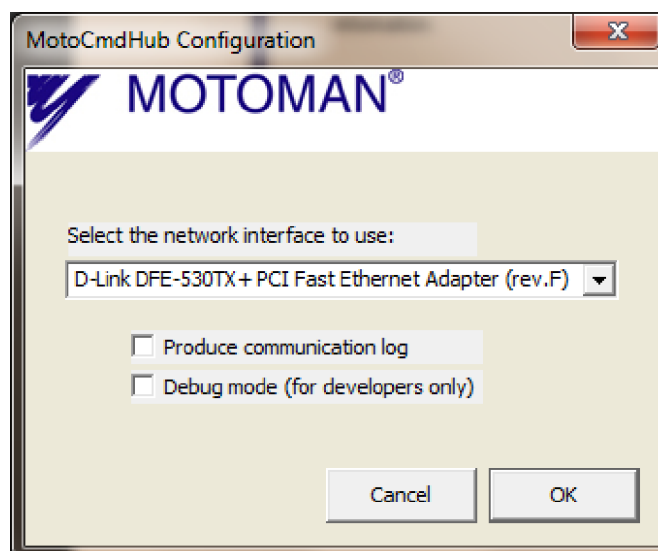 MotoCmdHub Configuration
MOTOMAN®
Select the network interface to use:
D-Link DFE-530TX+ PCI Fast Ethernet Adapter (rev.F)
Produce communication log
Debug mode (for developers only)
Cancel
OK